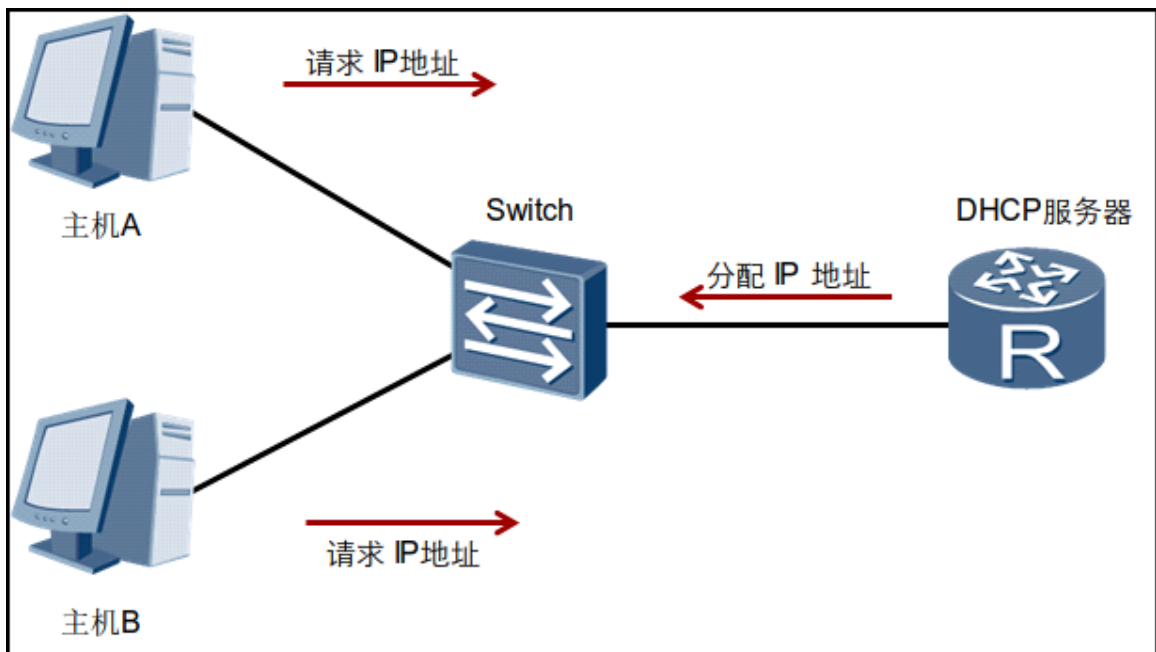 请求 IP地址
主机A
Switch
DHCP服务器
分配 IP 地址
R
请求 IP地址
主机B